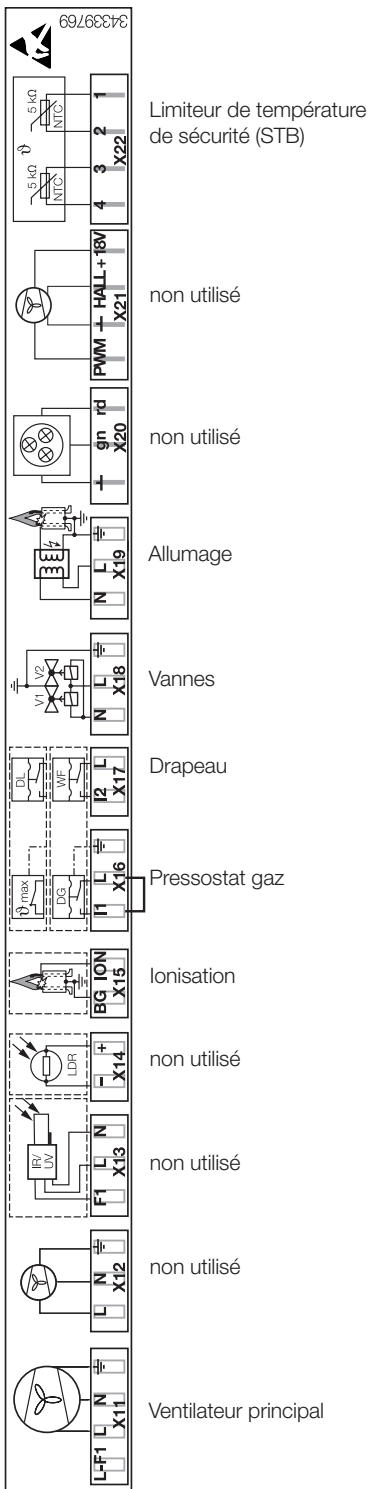 34339769
5 kΩ
NTC
ϑ
5 kΩ
NTC
1
2
3
4
X22
Limiteur de température
de sécurité (STB)
+18V
HALL
⊥
PWM
X21
non utilisé
rd
gn
⊥
X20
non utilisé
L
N
X19
Allumage
V2
V1
L
N
X18
Vannes
DL
WF
L
I2
X17
Drapeau
ϑ max
DG
L
I1
X16
Pressostat gaz
ION
BG
X15
Ionisation
LDR
+
–
X14
non utilisé
IR/
UV
N
L
F1
X13
non utilisé
N
L
X12
non utilisé
N
L
L-F1
X11
Ventilateur principal